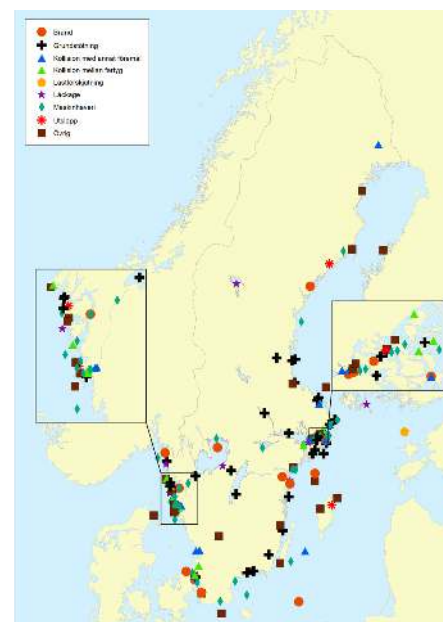 Brand
Grundstötning
Kollision med annat föremål
Kollision mellan fartyg
Lastförskjutning
Läckage
Maskinhaveri
Utsläpp
Övrig